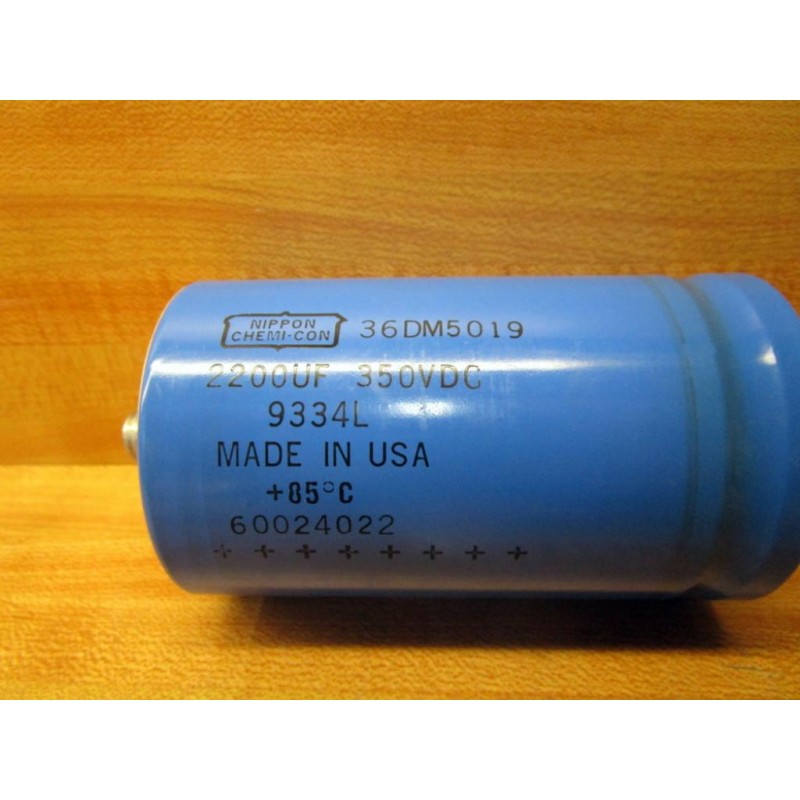 NIPPON
CHEMI-CON 36DM5019
2200UF 350VDC
9334L
MADE IN USA
+85°C
60024022
+ + + + + + + +